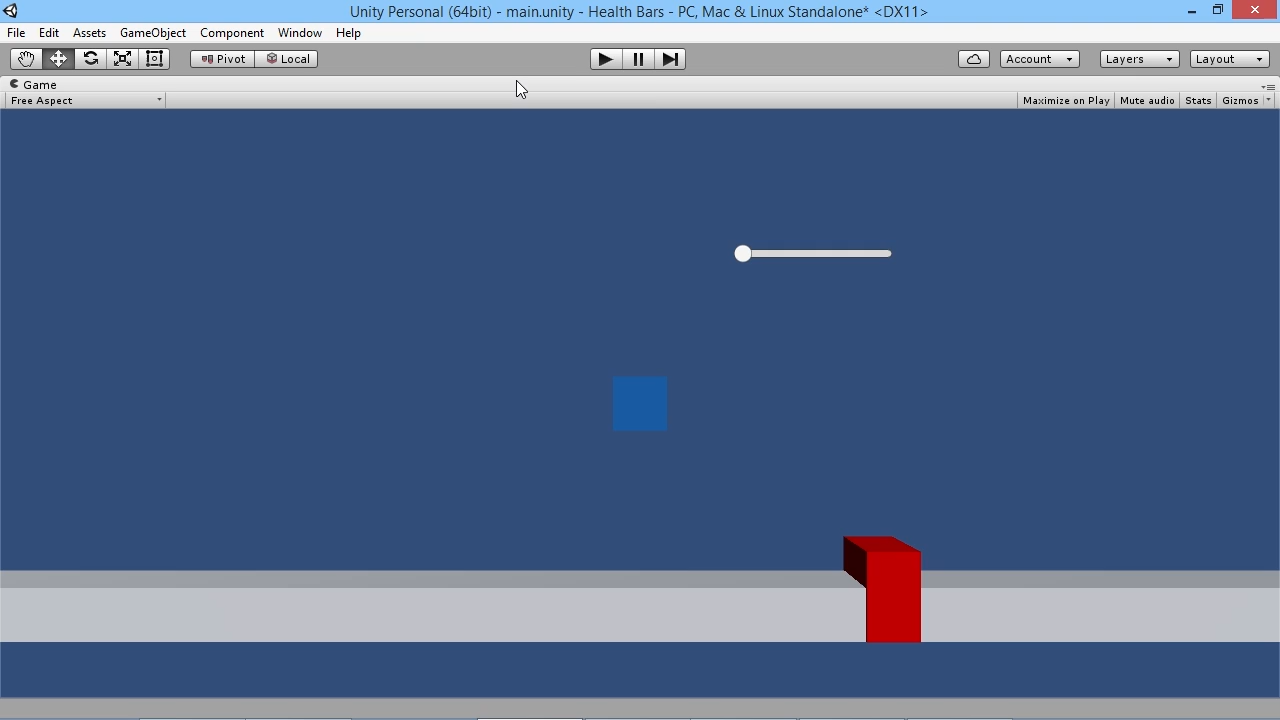 Unity Personal (64bit) - main.unity - Health Bars - PC, Mac & Linux Standalone* <DX11>
File Edit Assets GameObject Component Window Help
Pivot Local Account Layers Layout
Game
Free Aspect Maximize on Play Mute audio Stats Gizmos